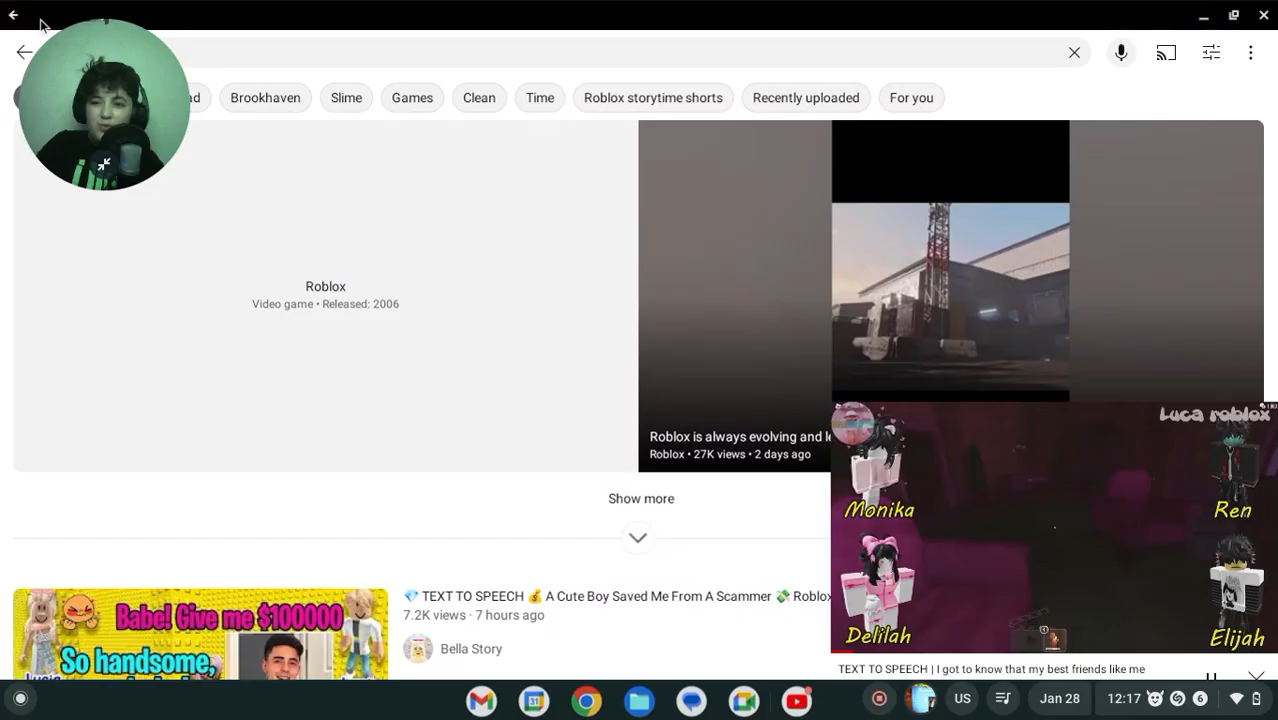 nd
Brookhaven
Slime
Games
Clean
Time
Roblox storytime shorts
Recently uploaded
For you
Roblox
Video game • Released: 2006
Roblox is always evolving and le
Roblox • 27K views • 2 days ago
Luca roblox
Monika
Ren
Delilah
Elijah
Show more
Babe! Give me $100000
So handsome,
💎 TEXT TO SPEECH 💰 A Cute Boy Saved Me From A Scammer 💸 Roblox
7.2K views · 7 hours ago
Bella Story
TEXT TO SPEECH | I got to know that my best friends like me
US
Jan 28
12:17
6